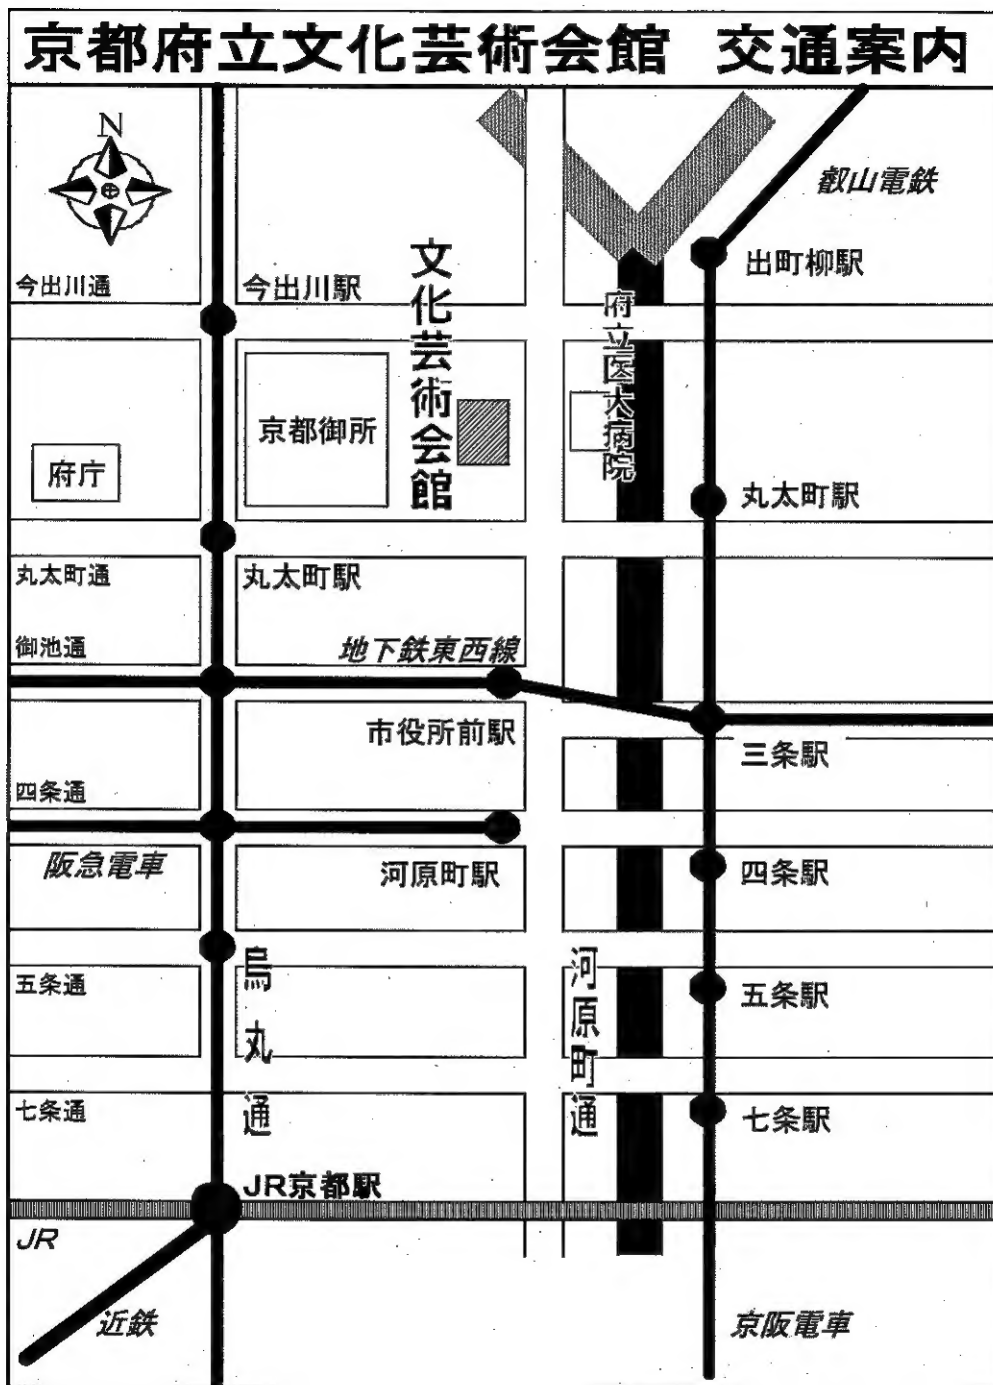 京都府立文化芸術会館 交通案内
N
叡山電鉄
出町柳駅
今出川通
今出川駅
文化芸術会館
府立医大病院
京都御所
府庁
丸太町駅
丸太町通
丸太町駅
御池通
地下鉄東西線
市役所前駅
三条駅
四条通
阪急電車
河原町駅
四条駅
烏丸通
河原町通
五条通
五条駅
七条通
七条駅
JR京都駅
JR
近鉄
京阪電車